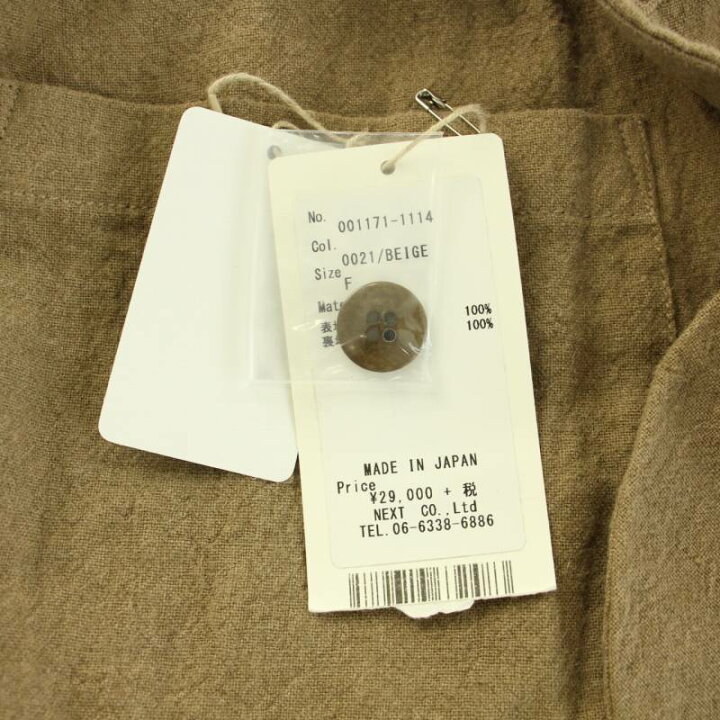 No. 001171-1114
Col. 0021/BEIGE
Size F
100%
表 100%
裏
MADE IN JAPAN
Price ¥29,000 + 税
NEXT CO.,Ltd
TEL.06-6338-6886